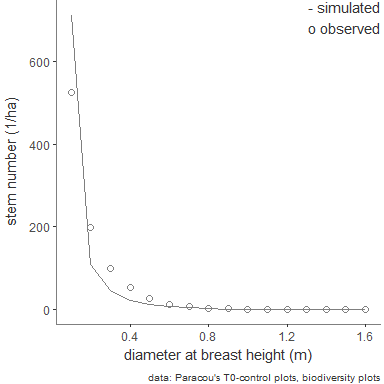 - simulated
o observed
600
400
200
0
stem number (1/ha)
0.4 0.8 1.2 1.6
diameter at breast height (m)
data: Paracou's T0-control plots, biodiversity plots